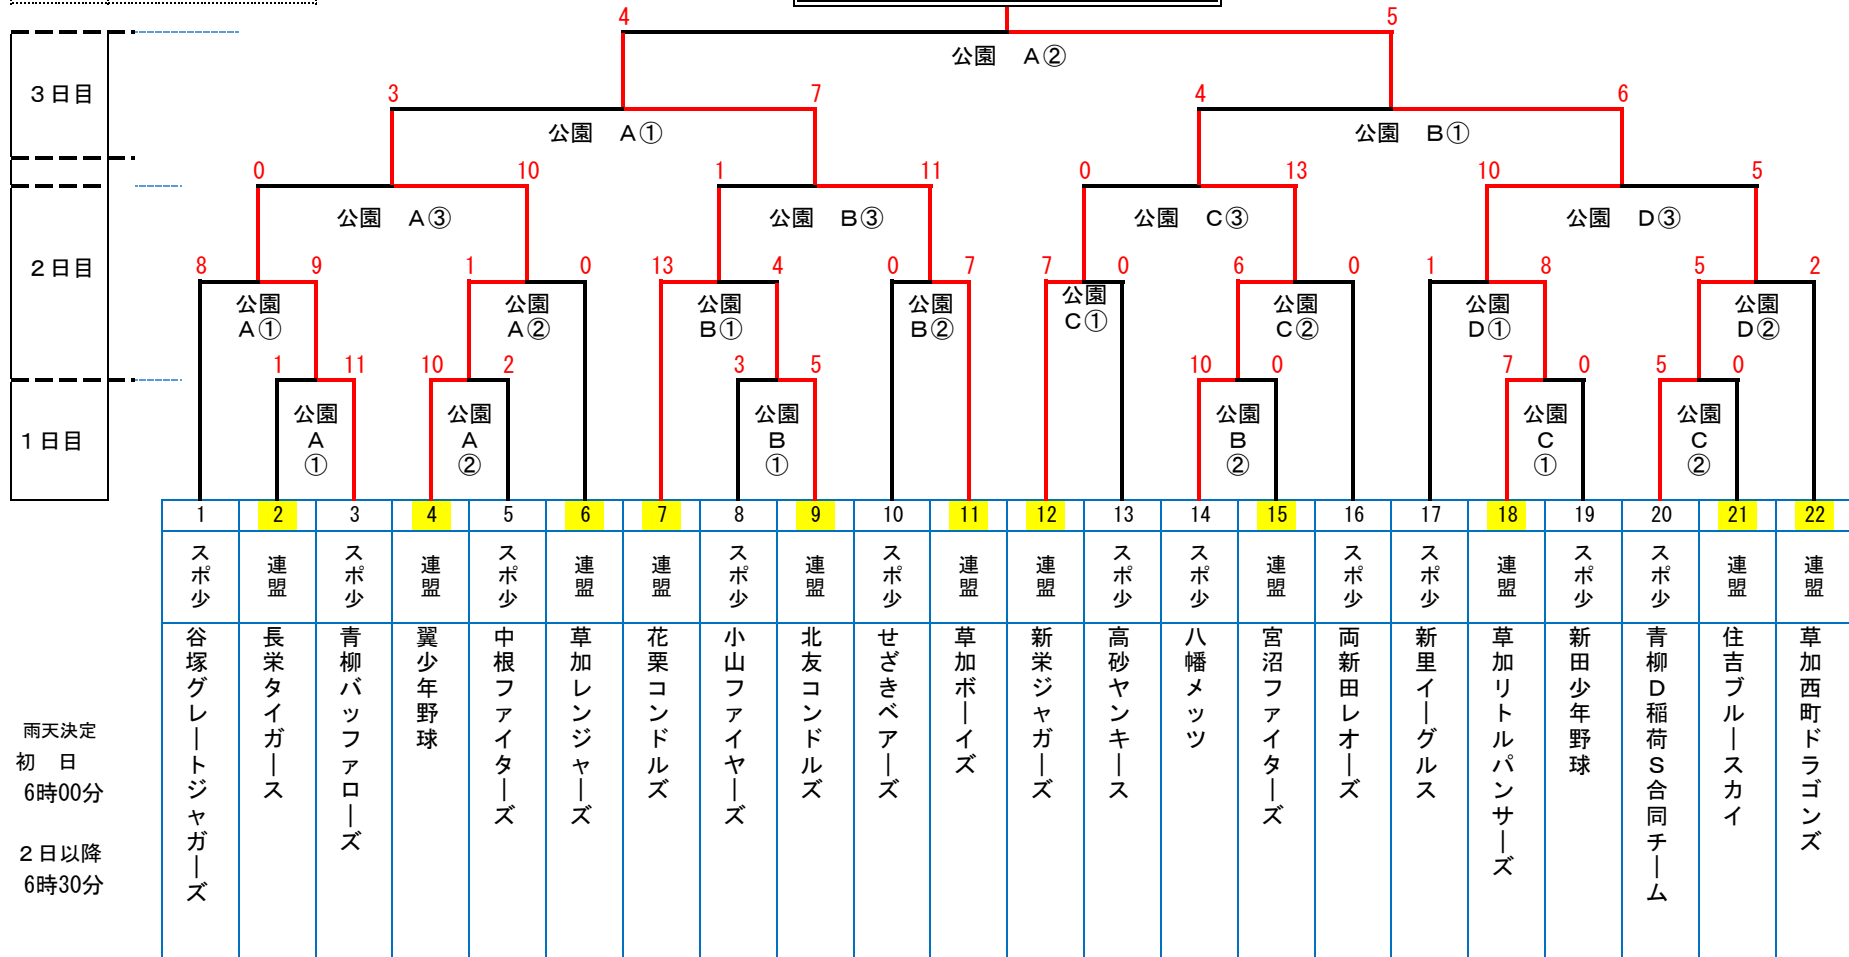 4 5
公園 A②
3日目
3 7 4 6
公園 A① 公園 B①
0 10 1 11 0 13 10 5
公園 A③ 公園 B③ 公園 C③ 公園 D③
2日目
8 9 1 0 13 4 0 7 7 0 6 0 1 8 5 2
公園 公園 公園 公園 公園 公園 公園 公園
A① A② B① B② C① C② D① D②
1 11 10 2 3 5 10 0 7 0 5 0
1日目
公園 公園 公園 公園 公園 公園
A A B B C C
① ② ① ② ① ②
1 2 3 4 5 6 7 8 9 10 11 12 13 14 15 16 17 18 19 20 21 22
スポ少 連盟 スポ少 連盟 スポ少 連盟 連盟 スポ少 連盟 スポ少 連盟 連盟 スポ少 スポ少 連盟 スポ少 スポ少 連盟 スポ少 スポ少 連盟 連盟
谷塚グレートジャガーズ
長栄タイガース
青柳バッファローズ
翼少年野球
中根ファイターズ
草加レンジャーズ
花栗コンドルズ
小山ファイヤーズ
北友コンドルズ
せざきベアーズ
草加ボーイズ
新栄ジャガーズ
高砂ヤンキース
八幡メッツ
宮沼ファイターズ
両新田レオーズ
新里イーグルス
草加リトルパンサーズ
新田少年野球
青柳D稲荷S合同チーム
住吉ブルースカイ
草加西町ドラゴンズ
雨天決定
初 日
6時00分
2日以降
6時30分